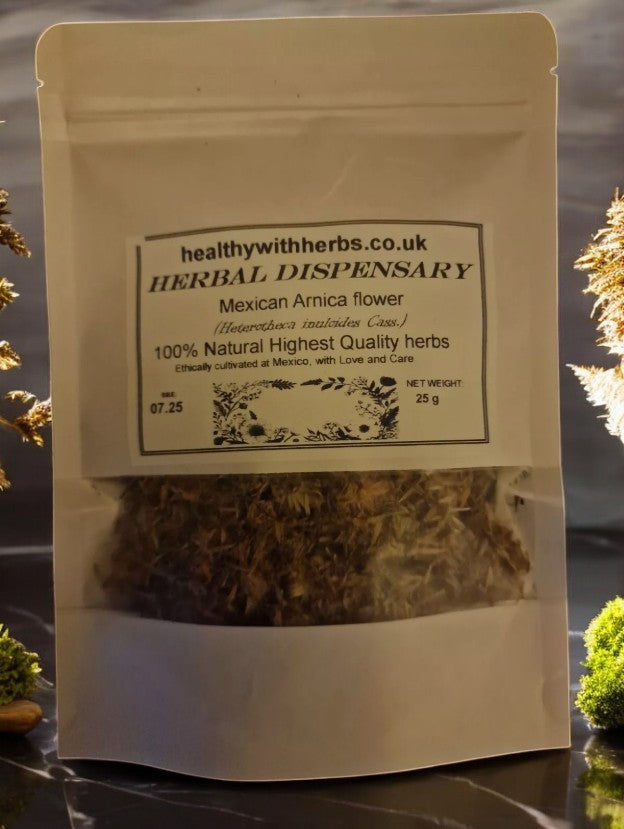 healthywithherbs.co.uk
HERBAL DISPENSARY
Mexican Arnica flower
(Heterotheca inuloides Cass.)
100% Natural Highest Quality herbs
Ethically cultivated at Mexico, with Love and Care
BBE:
07.25
NET WEIGHT:
25 g